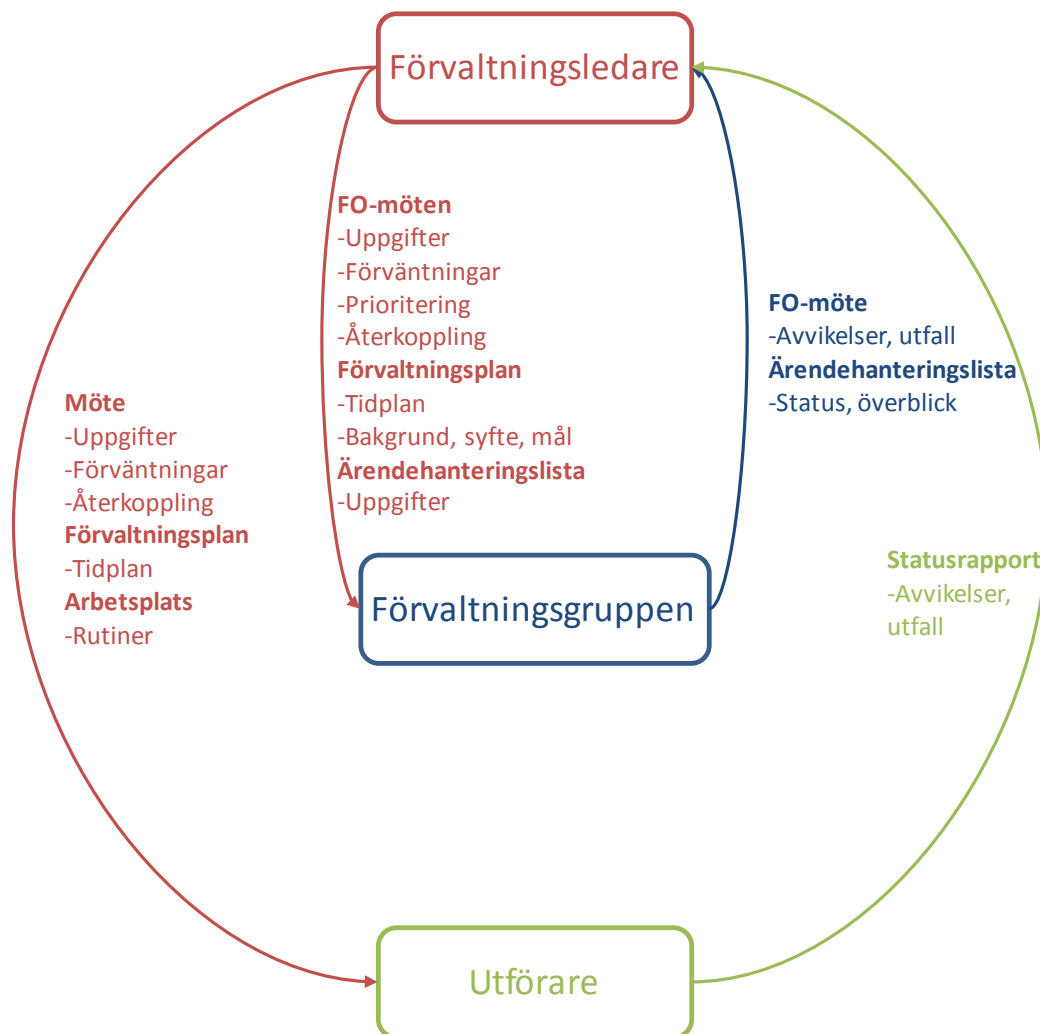 Förvaltningsledare
FO-möten
-Uppgifter
-Förväntningar
-Prioritering
-Återkoppling
Förvaltningsplan
-Tidplan
-Bakgrund, syfte, mål
Ärendehanteringslista
-Uppgifter
FO-möte
-Avvikelser, utfall
Ärendehanteringslista
-Status, överblick
Möte
-Uppgifter
-Förväntningar
-Återkoppling
Förvaltningsplan
-Tidplan
Arbetsplats
-Rutiner
Förvaltningsgruppen
Statusrapport
-Avvikelser,
utfall
Utförare